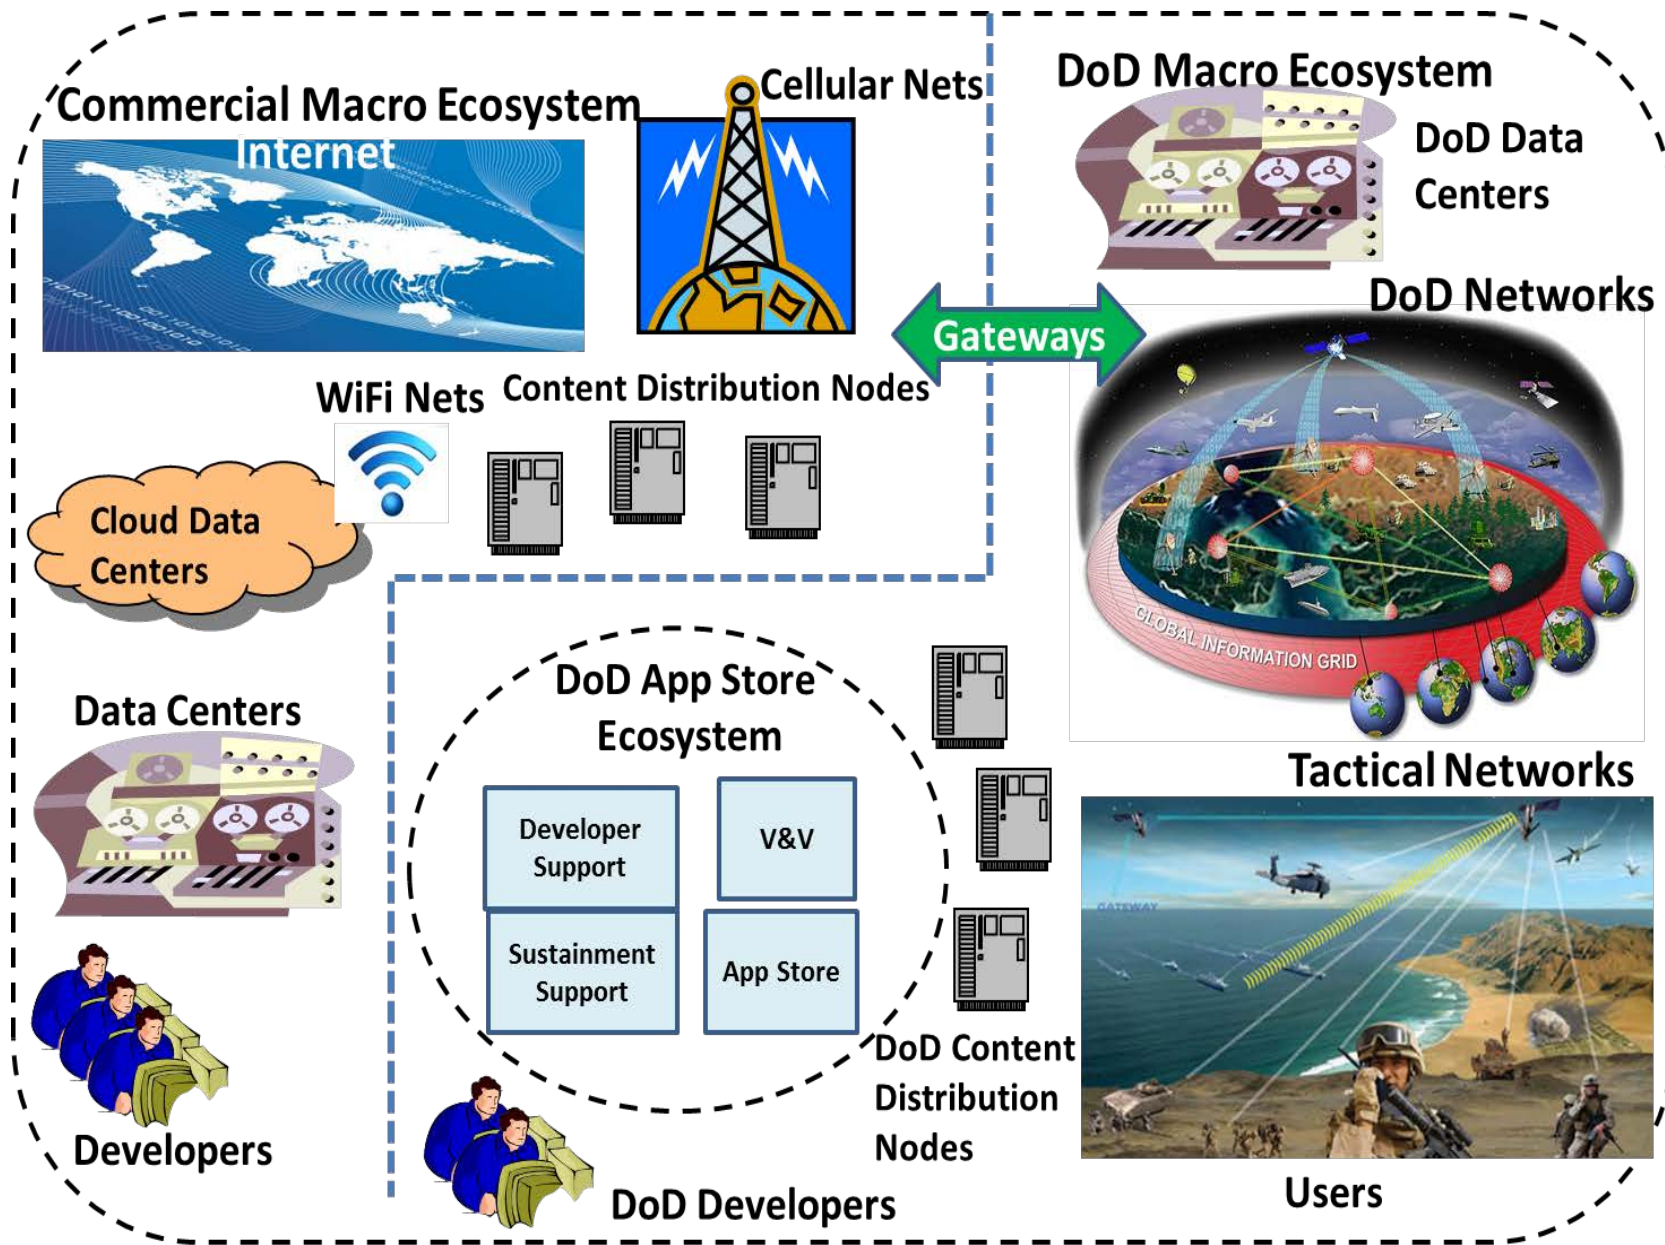 Commercial Macro Ecosystem
Internet
Cellular Nets
DoD Macro Ecosystem
DoD Data
Centers
DoD Networks
Gateways
WiFi Nets
Content Distribution Nodes
Cloud Data
Centers
GLOBAL INFORMATION GRID
Data Centers
DoD App Store
Ecosystem
Developer
Support
V&V
Sustainment
Support
App Store
Tactical Networks
GATEWAY
DoD Content
Distribution
Nodes
Developers
DoD Developers
Users